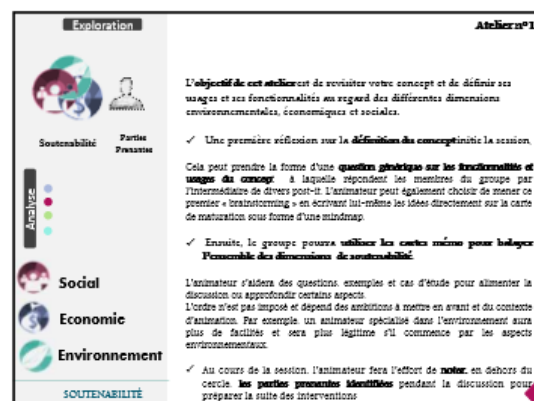 Exploration
Atelier n°1
Soutenabilité
Parties
Prenantes
Analyse
Social
Economie
Environnement
SOUTENABILITÉ
L'objectif de cet atelier est de revisiter votre concept et de définir ses
usages et ses fonctionnalités au regard des différentes dimensions
environnementales, économiques et sociales.
✓ Une première réflexion sur la définition du concept initie la session.
Cela peut prendre la forme d'une question générique sur les fonctionnalités et
usages du concept à laquelle répondent les membres du groupe par
l'intermédiaire de divers post-it. L'animateur peut également choisir de mener ce
premier « brainstorming » en écrivant lui-même les idées directement sur la carte
de maturation sous forme d'une mindmap.
✓ Ensuite, le groupe pourra utiliser les cartes mémo pour balayer
l'ensemble des dimensions de soutenabilité.
L'animateur s'aidera des questions, exemples et cas d'étude pour alimenter la
discussion ou approfondir certains aspects.
L'ordre n'est pas imposé et dépend des ambitions à mettre en avant et du contexte
d'animation. Par exemple, un animateur spécialisé dans l'environnement aura
plus de facilités et sera plus légitime s'il commence par les aspects
environnementaux.
✓ Au cours de la session, l'animateur fera l'effort de noter, en dehors du
cercle, les parties prenantes identifiées pendant la discussion pour
préparer la suite des interventions